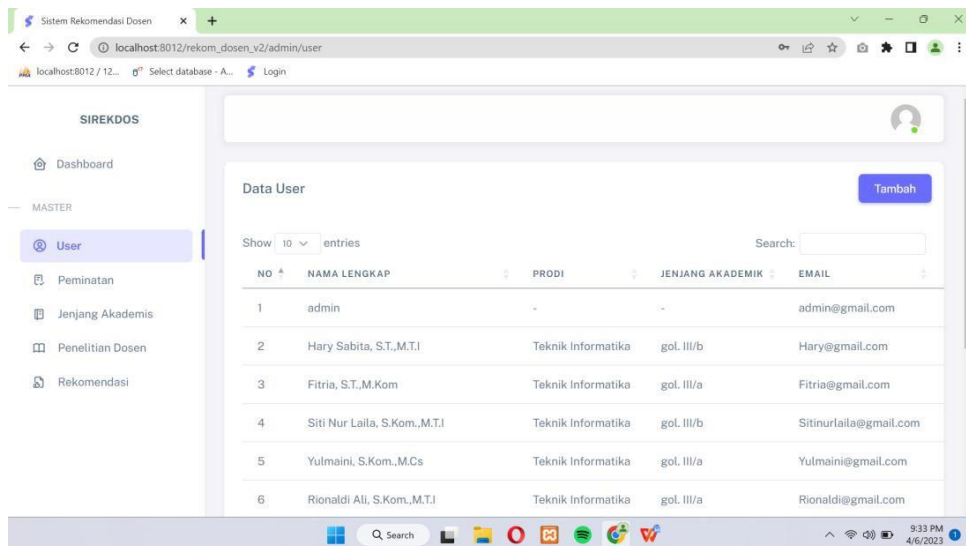 Sistem Rekomendasi Dosen
localhost:8012/rekom_dosen_v2/admin/user
localhost:8012 / 12... Select database - A... Login
SIREKDOS
Dashboard
MASTER
User
Peminatan
Jenjang Akademis
Penelitian Dosen
Rekomendasi
Data User Tambah
Show 10 entries Search:
NO NAMA LENGKAP PRODI JENJANG AKADEMIK EMAIL
1 admin - - admin@gmail.com
2 Hary Sabita, S.T.,M.T.I Teknik Informatika gol. III/b Hary@gmail.com
3 Fitria, S.T.,M.Kom Teknik Informatika gol. III/a Fitria@gmail.com
4 Siti Nur Laila, S.Kom.,M.T.I Teknik Informatika gol. III/b Sitinurlaila@gmail.com
5 Yulmaini, S.Kom.,M.Cs Teknik Informatika gol. III/a Yulmaini@gmail.com
6 Rionaldi Ali, S.Kom.,M.T.I Teknik Informatika gol. III/a Rionaldi@gmail.com
Search
9:33 PM
4/6/2023
1